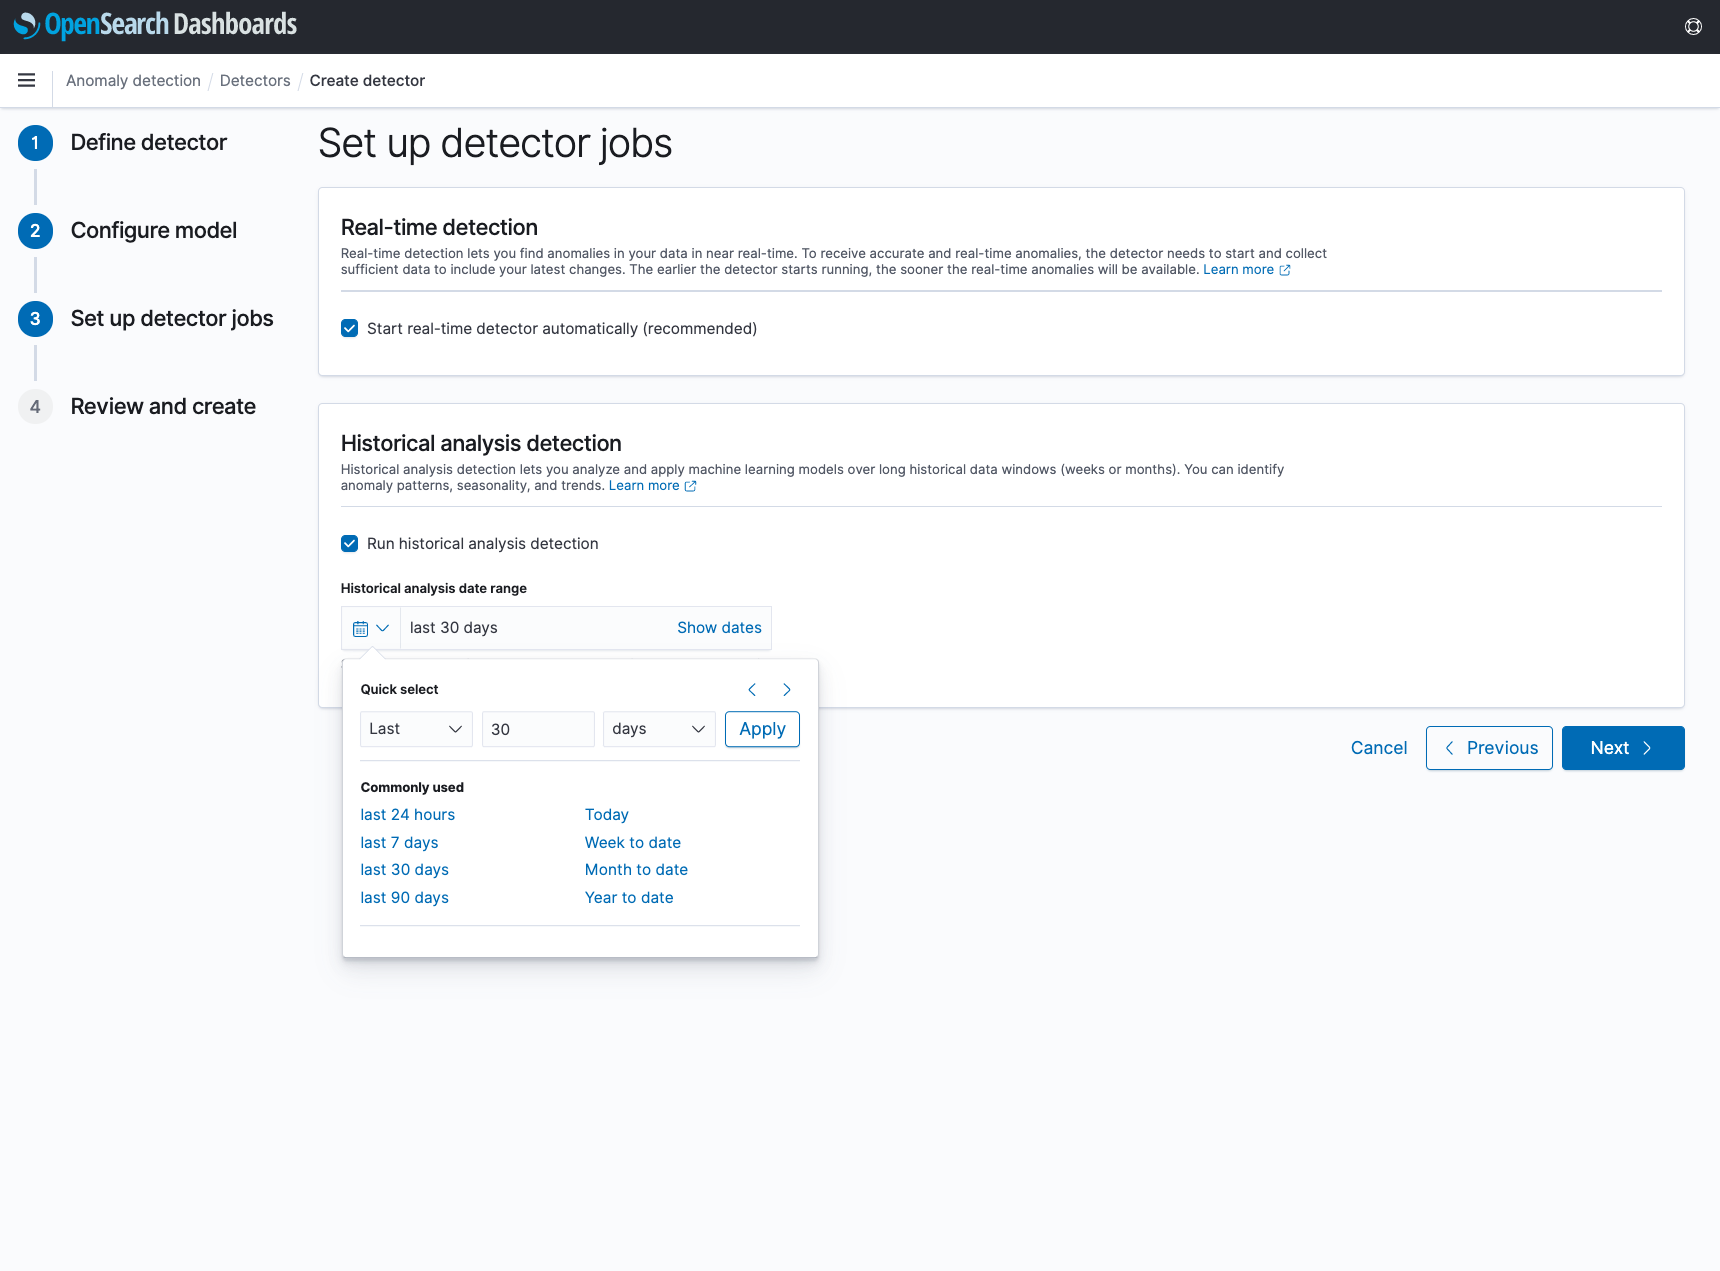 OpenSearch Dashboards
Anomaly detection / Detectors / Create detector
1 Define detector
2 Configure model
3 Set up detector jobs
4 Review and create
Set up detector jobs
Real-time detection
Real-time detection lets you find anomalies in your data in near real-time. To receive accurate and real-time anomalies, the detector needs to start and collect
sufficient data to include your latest changes. The earlier the detector starts running, the sooner the real-time anomalies will be available. Learn more
Start real-time detector automatically (recommended)
Historical analysis detection
Historical analysis detection lets you analyze and apply machine learning models over long historical data windows (weeks or months). You can identify
anomaly patterns, seasonality, and trends. Learn more
Run historical analysis detection
Historical analysis date range
last 30 days Show dates
Quick select
Last 30 days Apply
Commonly used
last 24 hours Today
last 7 days Week to date
last 30 days Month to date
last 90 days Year to date
Cancel Previous Next